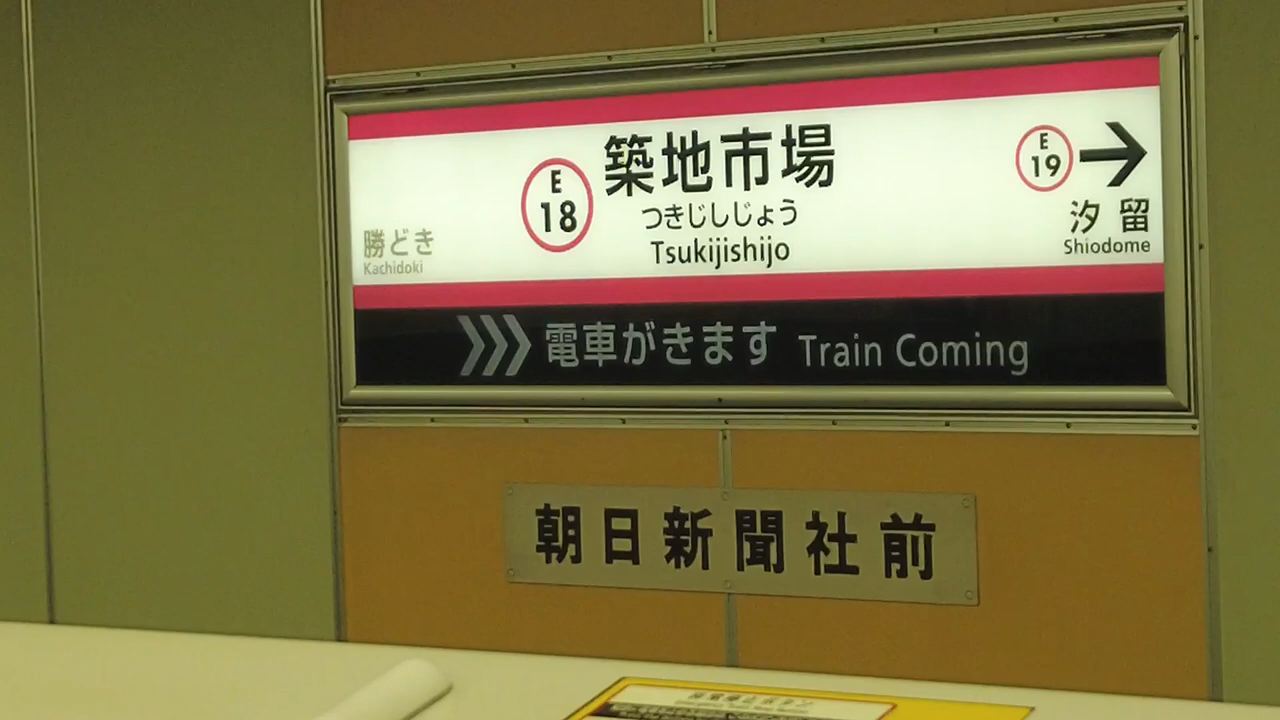 勝どき
Kachidoki
E
18
築地市場
つきじしじょう
Tsukijishijo
E
19
汐留
Shiodome
電車がきます Train Coming
朝日新聞社前